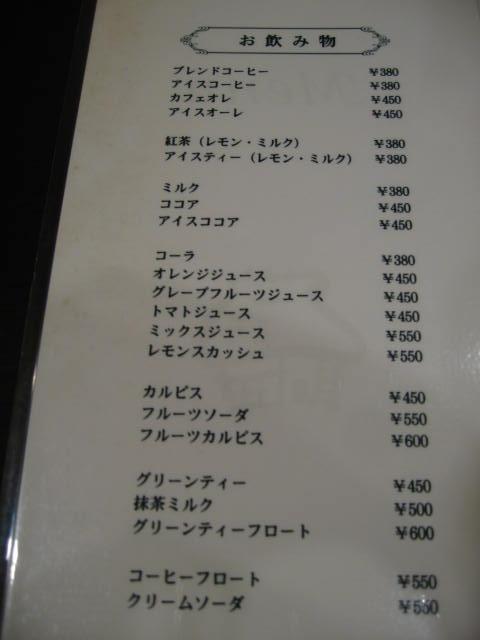 お飲み物
ブレンドコーヒー ￥380
アイスコーヒー ￥380
カフェオレ ￥450
アイスオーレ ￥450
紅茶（レモン・ミルク） ￥380
アイスティー（レモン・ミルク） ￥380
ミルク ￥380
ココア ￥450
アイスココア ￥450
コーラ ￥380
オレンジジュース ￥450
グレープフルーツジュース ￥450
トマトジュース ￥450
ミックスジュース ￥550
レモンスカッシュ ￥550
カルピス ￥450
フルーツソーダ ￥550
フルーツカルピス ￥600
グリーンティー ￥450
抹茶ミルク ￥500
グリーンティーフロート ￥600
コーヒーフロート ￥550
クリームソーダ ￥550